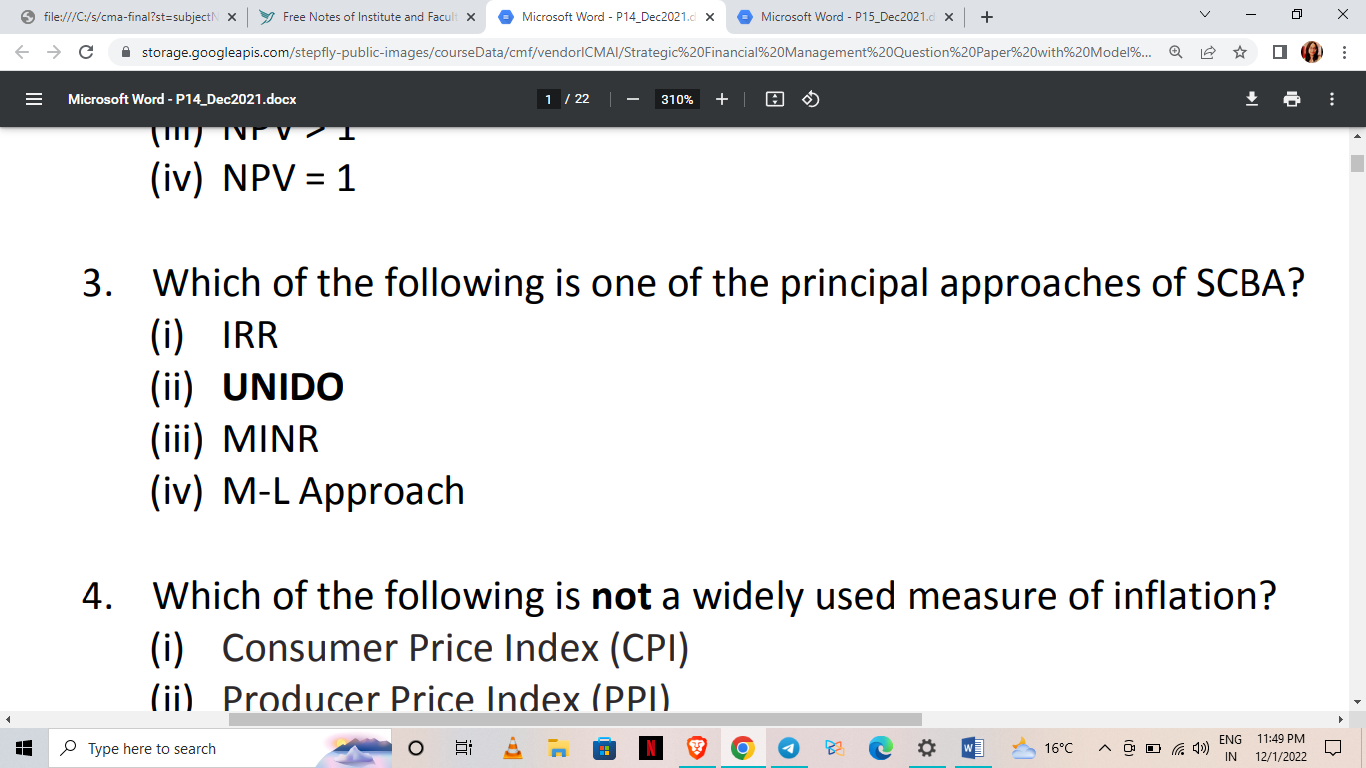 file:///C:/s/cma-final?st=subjectN
Free Notes of Institute and Facult
Microsoft Word - P14_Dec2021.d
Microsoft Word - P15_Dec2021.d
storage.googleapis.com/stepfly-public-images/courseData/cmf/vendorICMAI/Strategic%20Financial%20Management%20Question%20Paper%20with%20Model%...
Microsoft Word - P14_Dec2021.docx
1 / 22
310%
(iii) NPV > 1
(iv) NPV = 1
3. Which of the following is one of the principal approaches of SCBA?
(i) IRR
(ii) UNIDO
(iii) MINR
(iv) M-L Approach
4. Which of the following is not a widely used measure of inflation?
(i) Consumer Price Index (CPI)
(ii) Producer Price Index (PPI)
Type here to search
16°C
ENG
IN
11:49 PM
12/1/2022